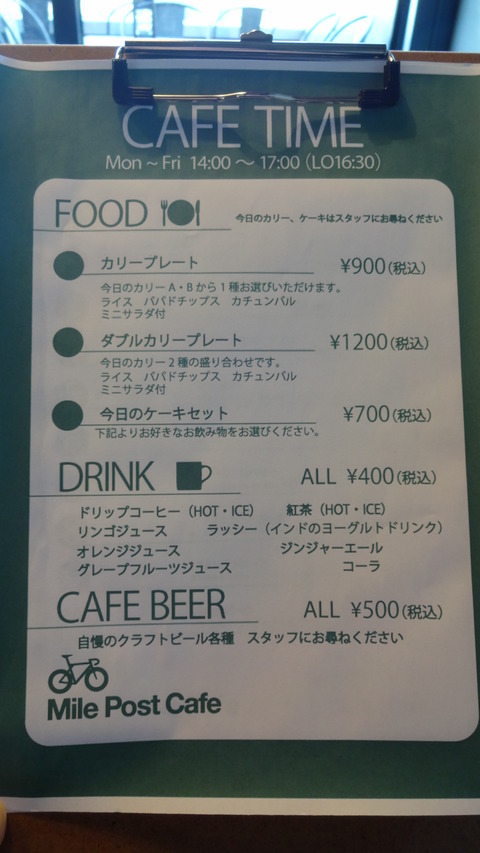 CAFE TIME
Mon ~ Fri 14:00 ～ 17:00 (LO16:30)
FOOD
今日のカリー、ケーキはスタッフにお尋ねください
カリープレート ¥900(税込)
今日のカリー A・B から 1 種お選びいただけます。
ライス パパドチップス カチュンバル
ミニサラダ付
ダブルカリープレート ¥1200(税込)
今日のカリー 2 種の盛り合わせです。
ライス パパドチップス カチュンバル
ミニサラダ付
今日のケーキセット ¥700(税込)
下記よりお好きなお飲み物をお選びください。
DRINK ALL ¥400(税込)
ドリップコーヒー（HOT・ICE） 紅茶（HOT・ICE）
リンゴジュース ラッシー（インドのヨーグルトドリンク）
オレンジジュース ジンジャーエール
グレープフルーツジュース コーラ
CAFE BEER ALL ¥500(税込)
自慢のクラフトビール各種 スタッフにお尋ねください
Mile Post Cafe